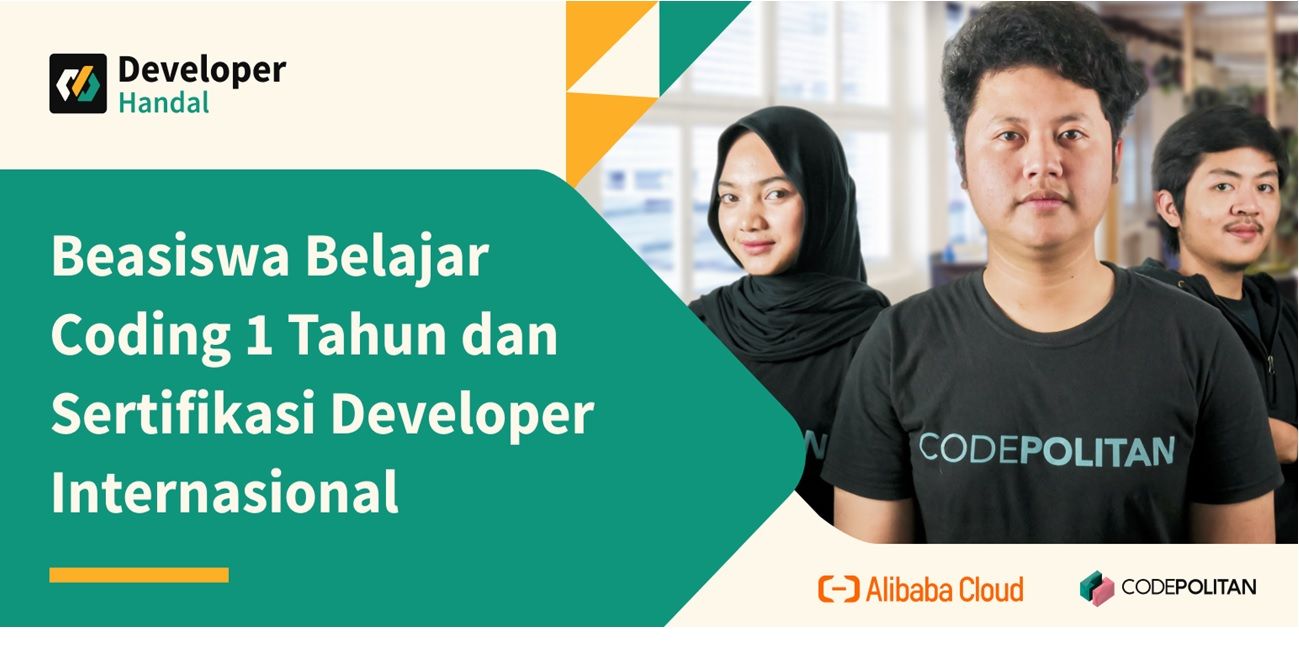 Developer
Handal
Beasiswa Belajar
Coding 1 Tahun dan
Sertifikasi Developer
Internasional
N
CODEPOLITAN
Alibaba Cloud
CODEPOLITAN